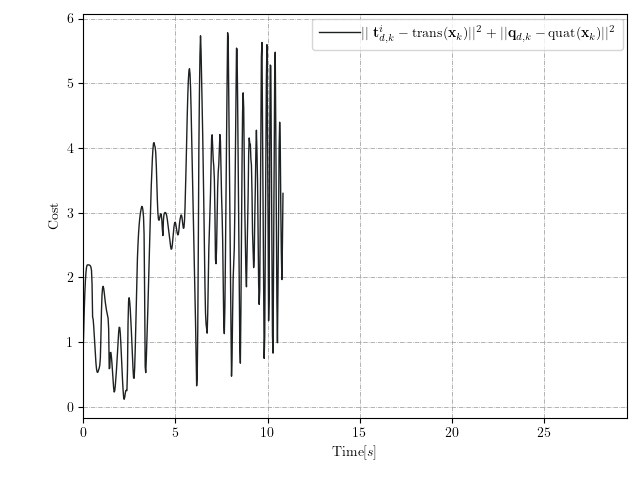 || t^i_{d,k} − trans(x_k)||^2 + ||q_{d,k} − quat(x_k)||^2
6
5
4
3
2
1
0
Cost
0 5 10 15 20 25
Time[s]